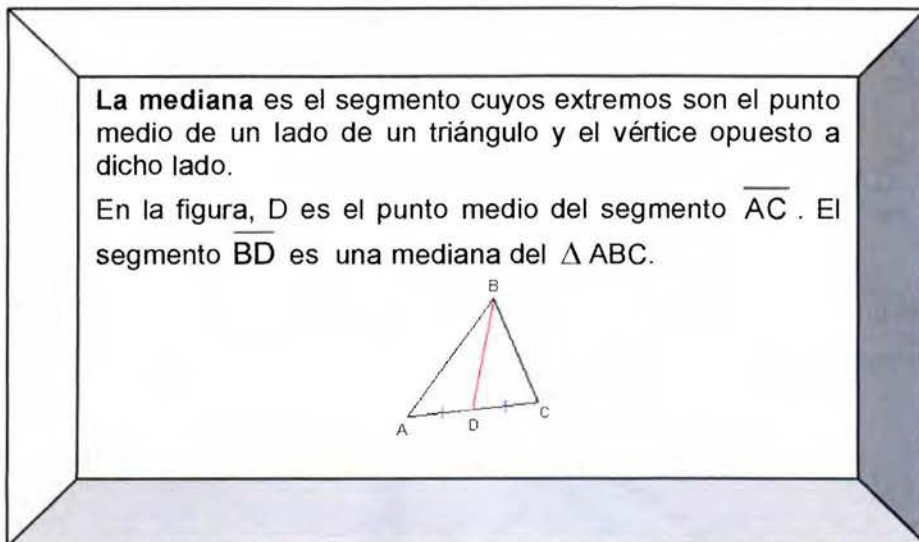 La mediana es el segmento cuyos extremos son el punto
medio de un lado de un triángulo y el vértice opuesto a
dicho lado.
En la figura, D es el punto medio del segmento AC . El
segmento BD es una mediana del Δ ABC.
B
A
D
C